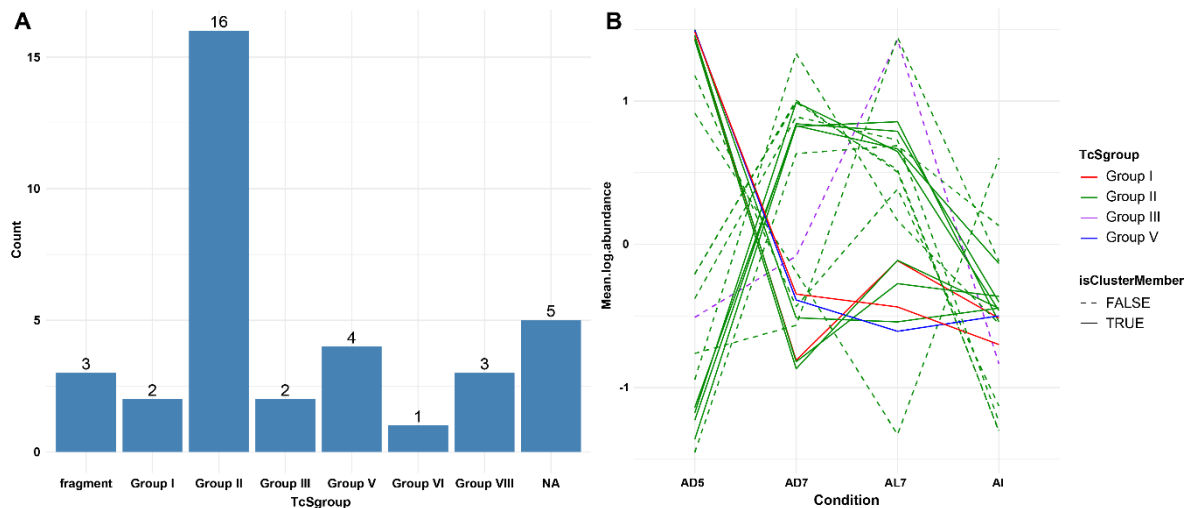 A
16
15
10
5
0
Count
3
2
2
4
1
3
5
fragment Group I Group II Group III Group V Group VI Group VIII NA
TcSgroup
B
1
0
-1
Mean.log.abundance
AD5 AD7 AL7 AI
Condition
TcSgroup
Group I
Group II
Group III
Group V
isClusterMember
FALSE
TRUE